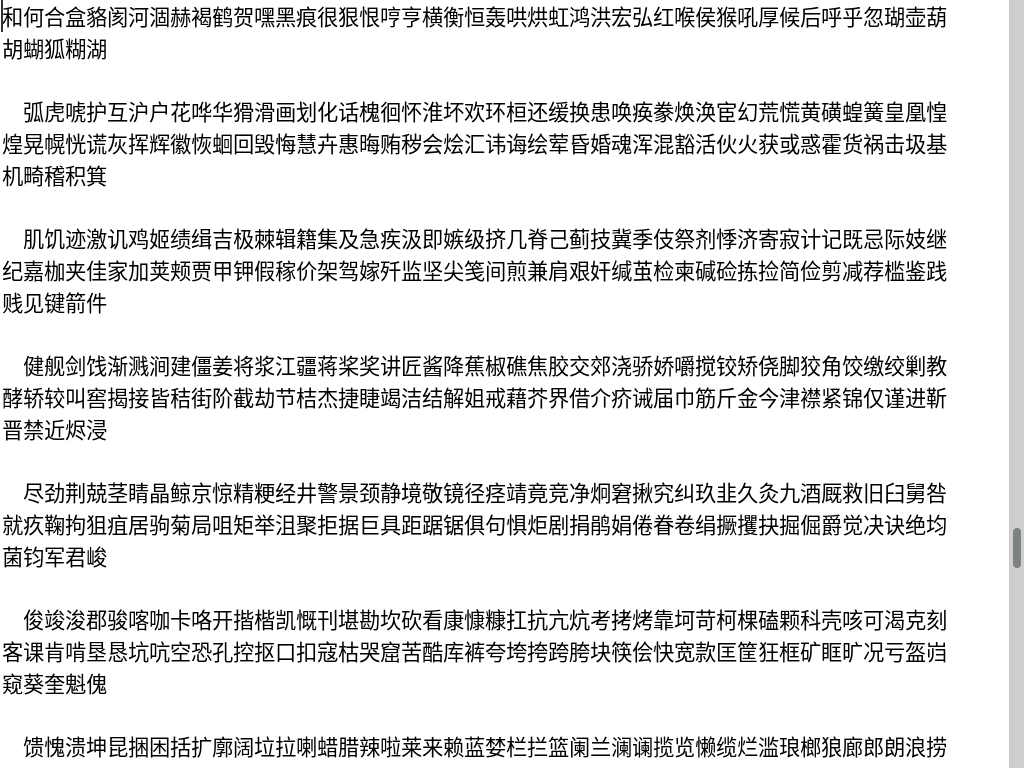 和何合盒貉阂河涸赫褐鹤贺嘿黑痕很狠恨哼亨横衡恒轰哄烘虹鸿洪宏弘红喉侯猴吼厚候后呼乎忽瑚壶葫
胡蝴狐糊湖
弧虎唬护互沪户花哗华猾滑画划化话槐徊怀淮坏欢环桓还缓换患唤痪豢焕涣宦幻荒慌黄磺蝗簧皇凰惶
煌晃幌恍谎灰挥辉徽恢蛔回毁悔慧卉惠晦贿秽会烩汇讳诲绘荤昏婚魂浑混豁活伙火获或惑霍货祸击圾基
机畸稽积箕
肌饥迹激讥鸡姬绩缉吉极棘辑籍集及急疾汲即嫉级挤几脊己蓟技冀季伎祭剂悸济寄寂计记既忌际妓继
纪嘉枷夹佳家加荚颊贾甲钾假稼价架驾嫁歼监坚尖笺间煎兼肩艰奸缄茧检柬碱硷拣捡简俭剪减荐槛鉴践
贱见键箭件
健舰剑饯渐溅涧建僵姜将浆江疆蒋桨奖讲匠酱降蕉椒礁焦胶交郊浇骄娇嚼搅铰矫侥脚狡角饺缴绞剿教
酵轿较叫窖揭接皆秸街阶截劫节桔杰捷睫竭洁结解姐戒藉芥界借介疥诫届巾筋斤金今津襟紧锦仅谨进靳
晋禁近烬浸
尽劲荆兢茎睛晶鲸京惊精粳经井警景颈静境敬镜径痉靖竟竞净炯窘揪究纠玖韭久灸九酒厩救旧臼舅咎
就疚鞠拘狙疽居驹菊局咀矩举沮聚拒据巨具距踞锯俱句惧炬剧捐鹃娟倦眷卷绢撅攫抉掘倔爵觉决诀绝均
菌钧军君峻
俊竣浚郡骏喀咖卡咯开揩楷凯慨刊堪勘坎砍看康慷糠扛抗亢炕考拷烤靠坷苛柯棵磕颗科壳咳可渴克刻
客课肯啃垦恳坑吭空恐孔控抠口扣寇枯哭窟苦酷库裤夸垮挎跨胯块筷侩快宽款匡筐狂框矿眶旷况亏盔岿
窥葵奎魁傀
馈愧溃坤昆捆困括扩廓阔垃拉喇蜡腊辣啦莱来赖蓝婪栏拦篮阑兰澜谰揽览懒缆烂滥琅榔狼廊郎朗浪捞